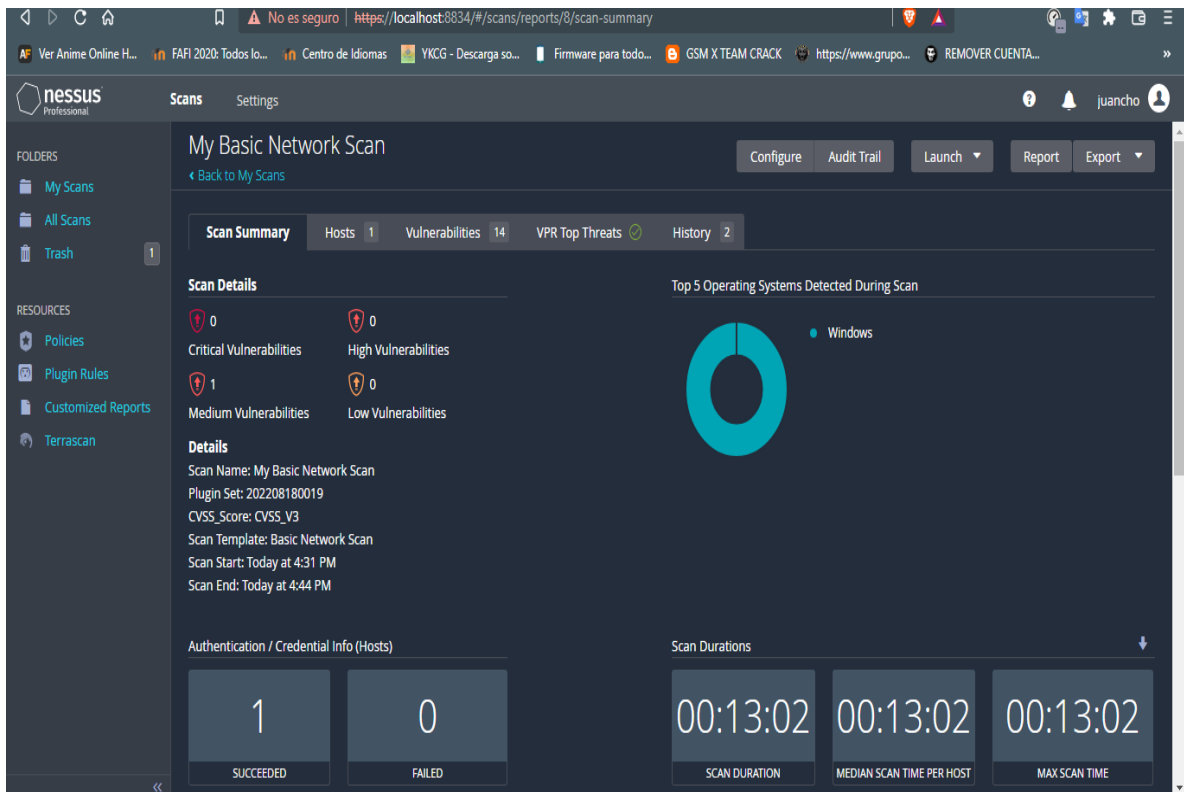 No es seguro | https://localhost:8834/#/scans/reports/8/scan-summary
AF Ver Anime Online H... FAFI 2020: Todos lo... Centro de Idiomas YKCG - Descarga so... Firmware para todo... GSM X TEAM CRACK https://www.grupo... REMOVER CUENTA... »
nessus Professional Scans Settings ? juancho
FOLDERS
My Scans
All Scans
Trash 1
RESOURCES
Policies
Plugin Rules
Customized Reports
Terrascan
My Basic Network Scan
‹ Back to My Scans
Configure Audit Trail Launch Report Export
Scan Summary Hosts 1 Vulnerabilities 14 VPR Top Threats History 2
Scan Details
0 0
Critical Vulnerabilities High Vulnerabilities
1 0
Medium Vulnerabilities Low Vulnerabilities
Details
Scan Name: My Basic Network Scan
Plugin Set: 202208180019
CVSS_Score: CVSS_V3
Scan Template: Basic Network Scan
Scan Start: Today at 4:31 PM
Scan End: Today at 4:44 PM
Top 5 Operating Systems Detected During Scan
Windows
Authentication / Credential Info (Hosts)
1 0
SUCCEEDED FAILED
Scan Durations
00:13:02 00:13:02 00:13:02
SCAN DURATION MEDIAN SCAN TIME PER HOST MAX SCAN TIME
«